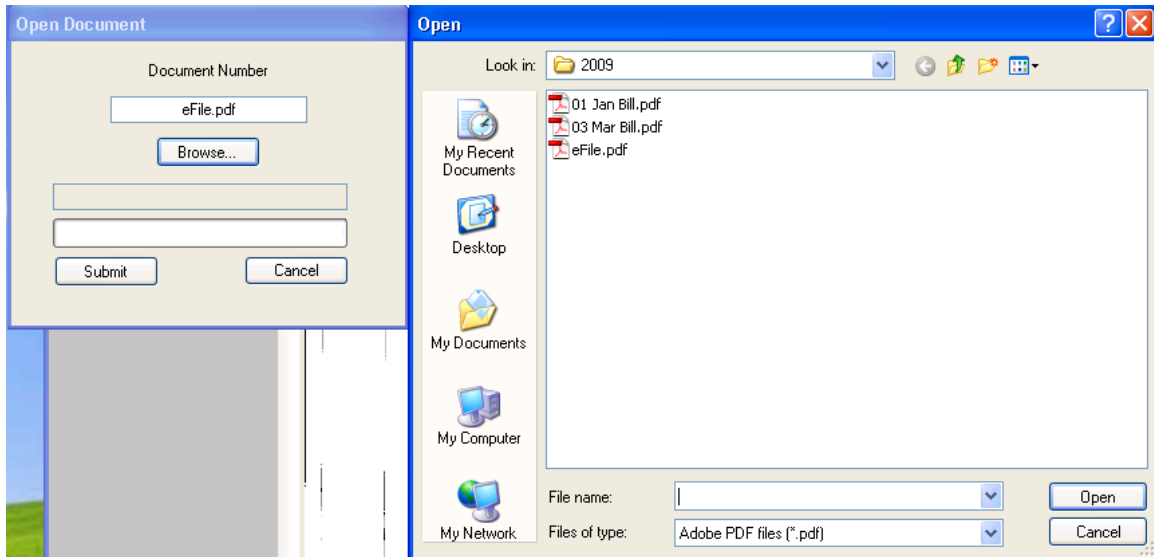 Open Document
Document Number
eFile.pdf
Browse...
Submit
Cancel
Open
Look in:
2009
My Recent
Documents
Desktop
My Documents
My Computer
My Network
01 Jan Bill.pdf
03 Mar Bill.pdf
eFile.pdf
File name:
Open
Files of type:
Adobe PDF files (*.pdf)
Cancel